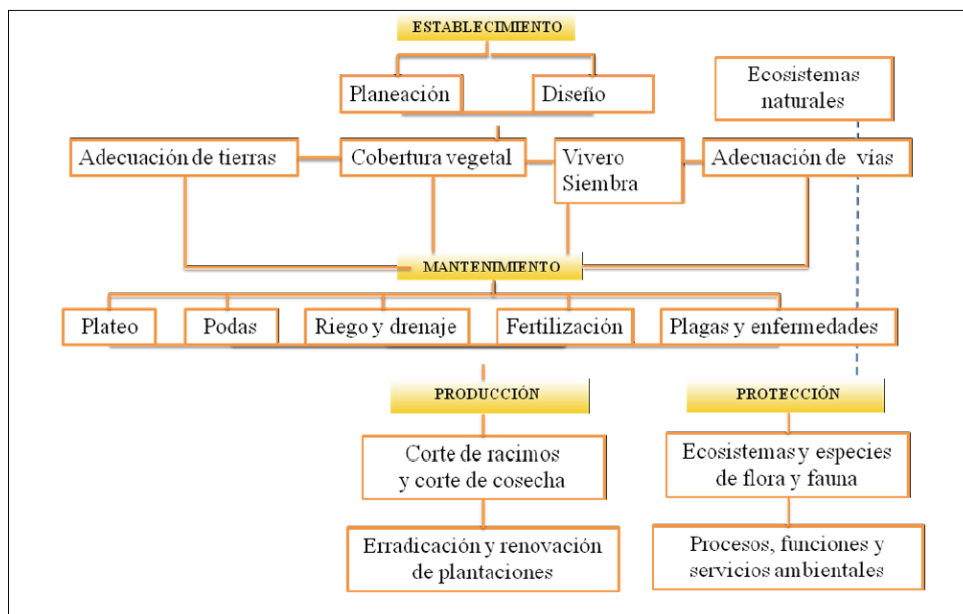 ESTABLECIMIENTO
Planeación
Diseño
Ecosistemas
naturales
Adecuación de tierras
Cobertura vegetal
Vivero
Siembra
Adecuación de vías
MANTENIMIENTO
Plateo
Podas
Riego y drenaje
Fertilización
Plagas y enfermedades
PRODUCCIÓN
PROTECCIÓN
Corte de racimos
y corte de cosecha
Ecosistemas y especies
de flora y fauna
Erradicación y renovación
de plantaciones
Procesos, funciones y
servicios ambientales